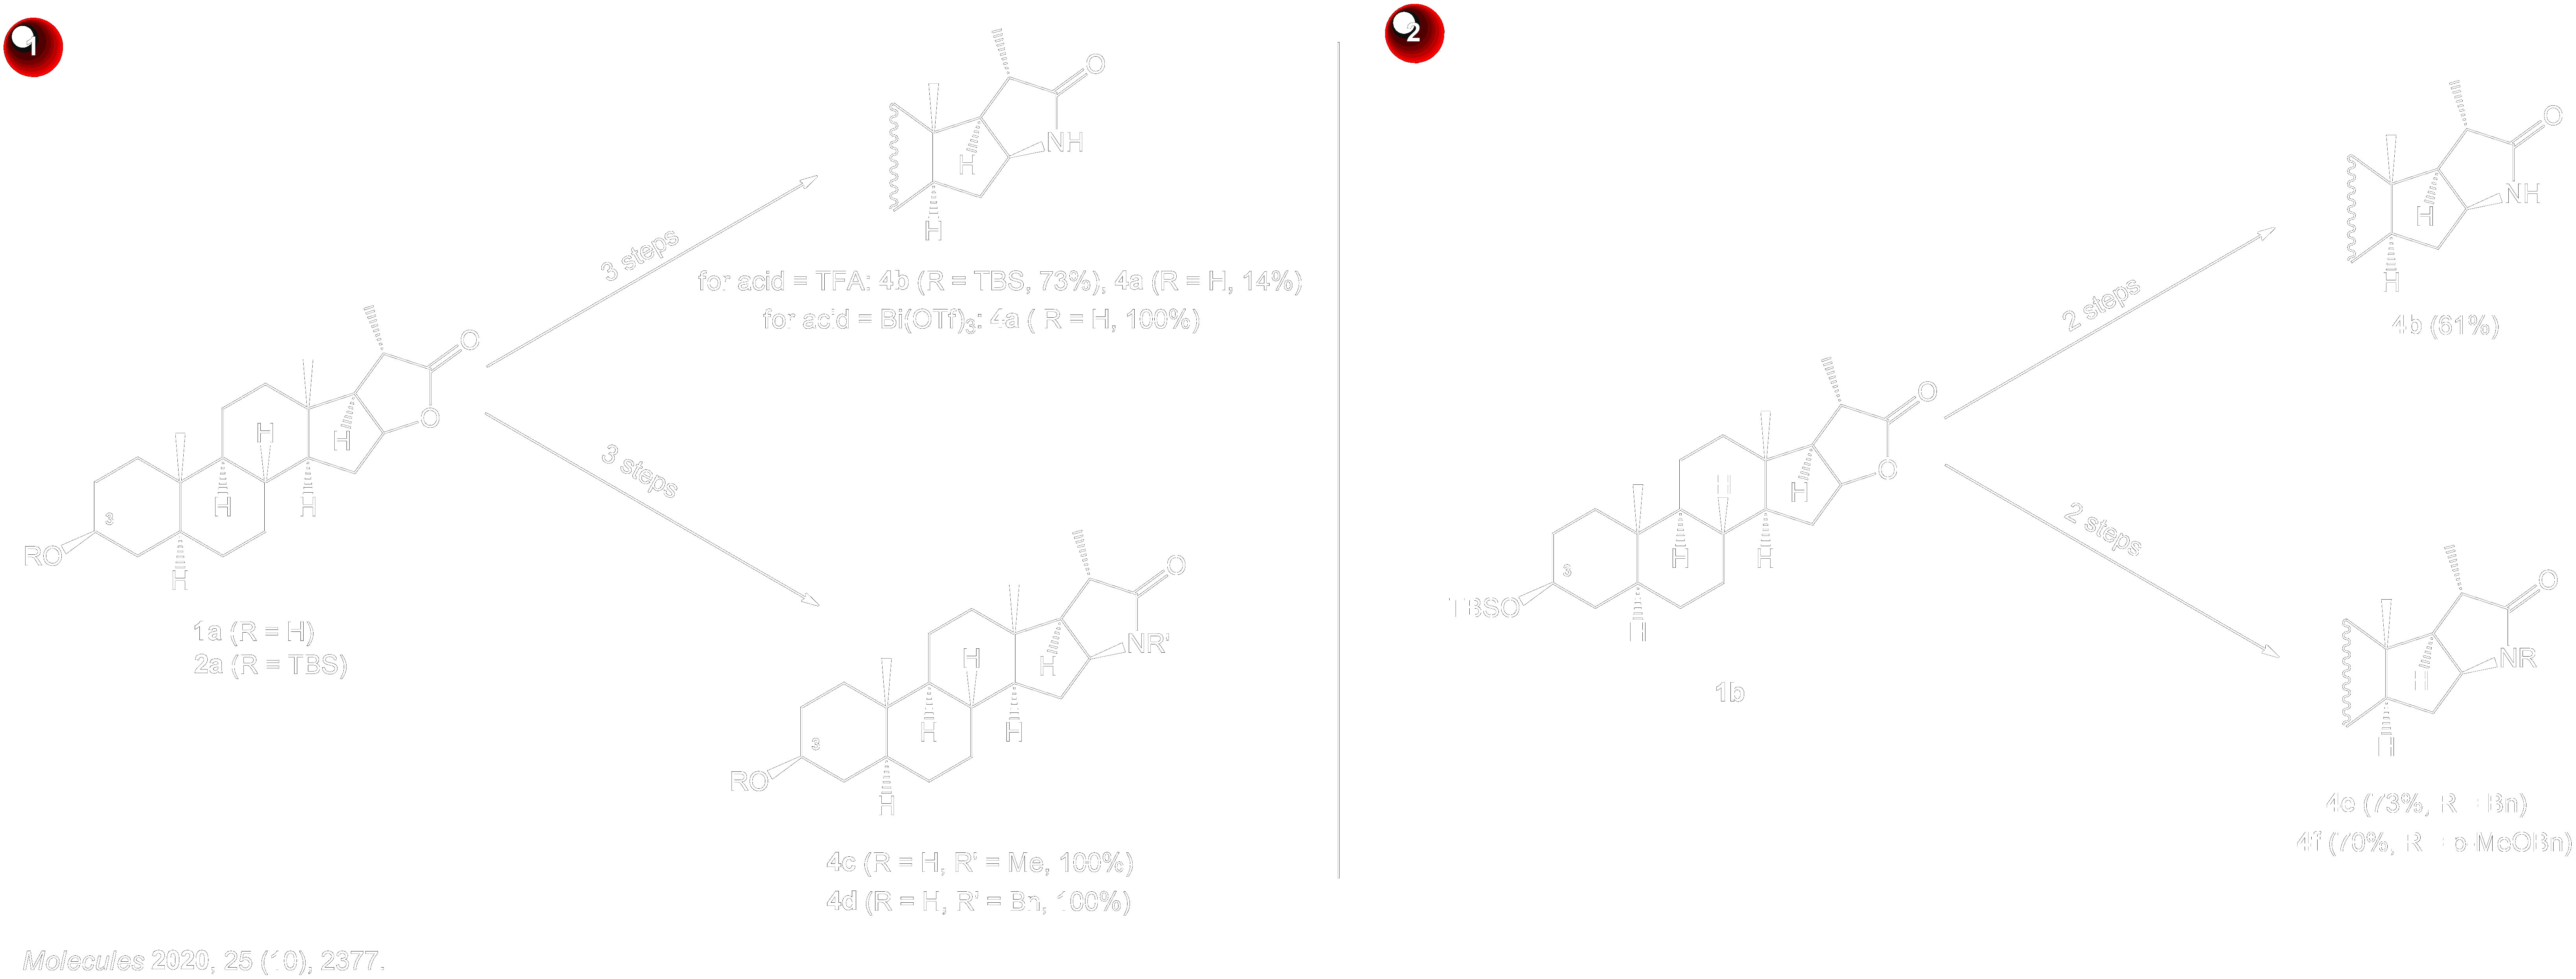 1
O
NH
H
H
3 steps
for acid = TFA: 4b (R = TBS, 73%), 4a (R = H, 14%)
for acid = Bi(OTf)3: 4a ( R = H, 100%)
O
O
H
H
H
H
3
RO
H
1a (R = H)
2a (R = TBS)
3 steps
O
NR'
H
H
H
H
3
RO
H
4c (R = H, R' = Me, 100%)
4d (R = H, R' = Bn, 100%)
2
O
NH
H
H
2 steps
4b (61%)
O
O
H
H
H
H
3
TBSO
H
1b
2 steps
O
NR
H
H
4e (73%, R = Bn)
4f (70%, R = p-MeOBn)
Molecules 2020, 25 (10), 2377.